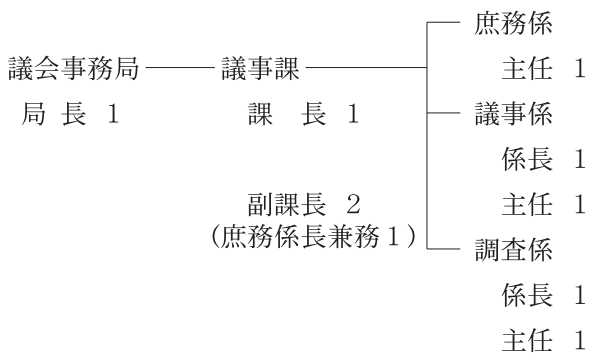 庶務係
議会事務局 議事課
主任 1
局 長 1 課 長 1 議事係
係長 1
副課長 2 主任 1
(庶務係長兼務1)
調査係
係長 1
主任 1